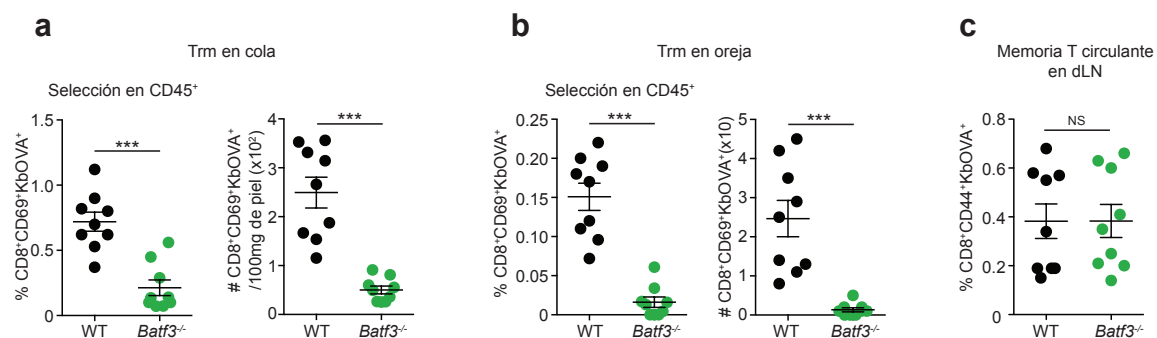 a
Trm en cola
Selección en CD45⁺
% CD8⁺CD69⁺KbOVA⁺
1.5
1.0
0.5
0.0
***
WT
Batf3⁻/⁻
# CD8⁺CD69⁺KbOVA⁺
/100mg de piel (x10²)
4
3
2
1
0
***
WT
Batf3⁻/⁻
b
Trm en oreja
Selección en CD45⁺
% CD8⁺CD69⁺KbOVA⁺
0.25
0.20
0.15
0.10
0.05
0.00
***
WT
Batf3⁻/⁻
# CD8⁺CD69⁺KbOVA⁺(x10)
5
4
3
2
1
0
***
WT
Batf3⁻/⁻
c
Memoria T circulante
en dLN
% CD8⁺CD44⁺KbOVA⁺
0.8
0.6
0.4
0.2
0.0
NS
WT
Batf3⁻/⁻